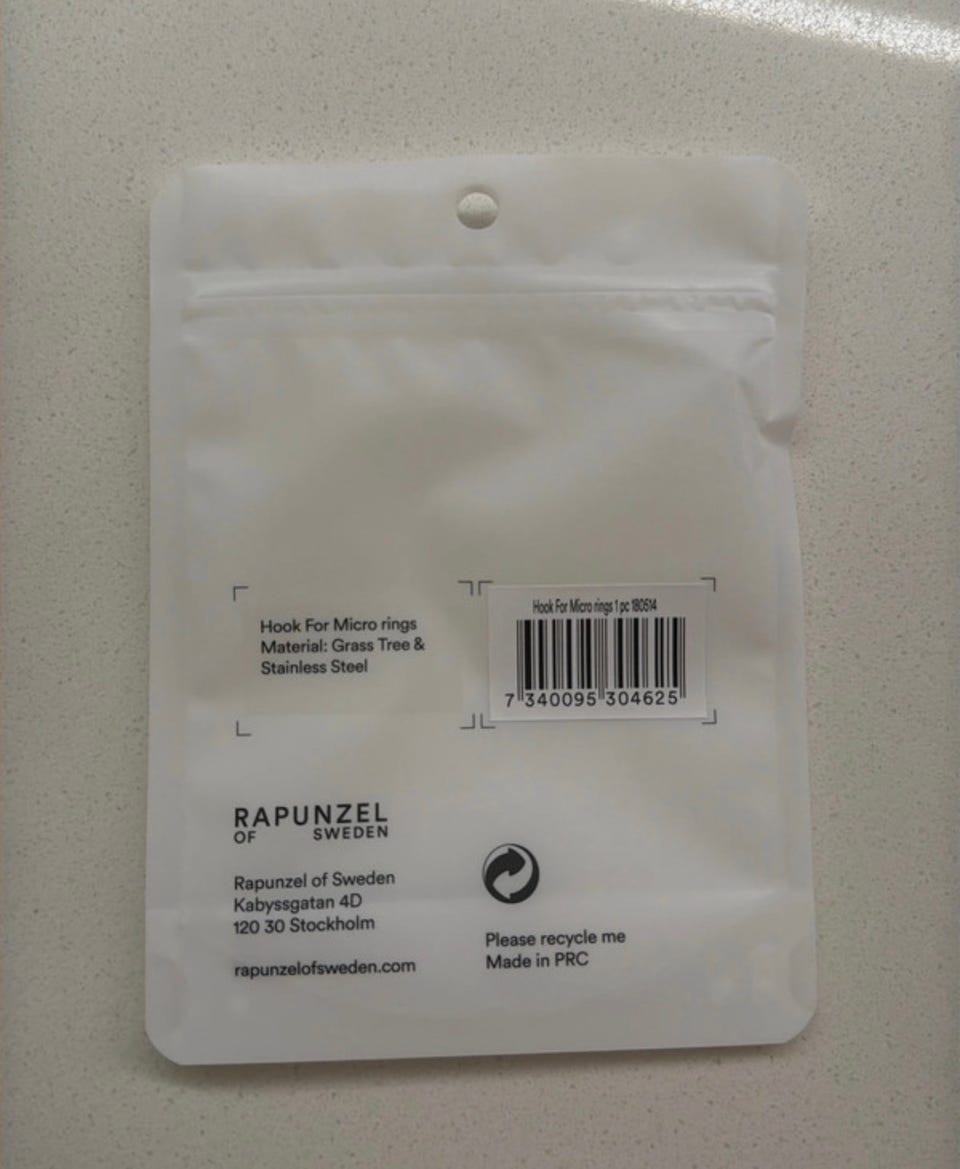 Hook For Micro rings
Material: Grass Tree &
Stainless Steel
Hook For Micro rings 1 pc 180514
7 340095 304625
RAPUNZEL
OF SWEDEN
Rapunzel of Sweden
Kabyssgatan 4D
120 30 Stockholm
rapunzelofsweden.com
Please recycle me
Made in PRC